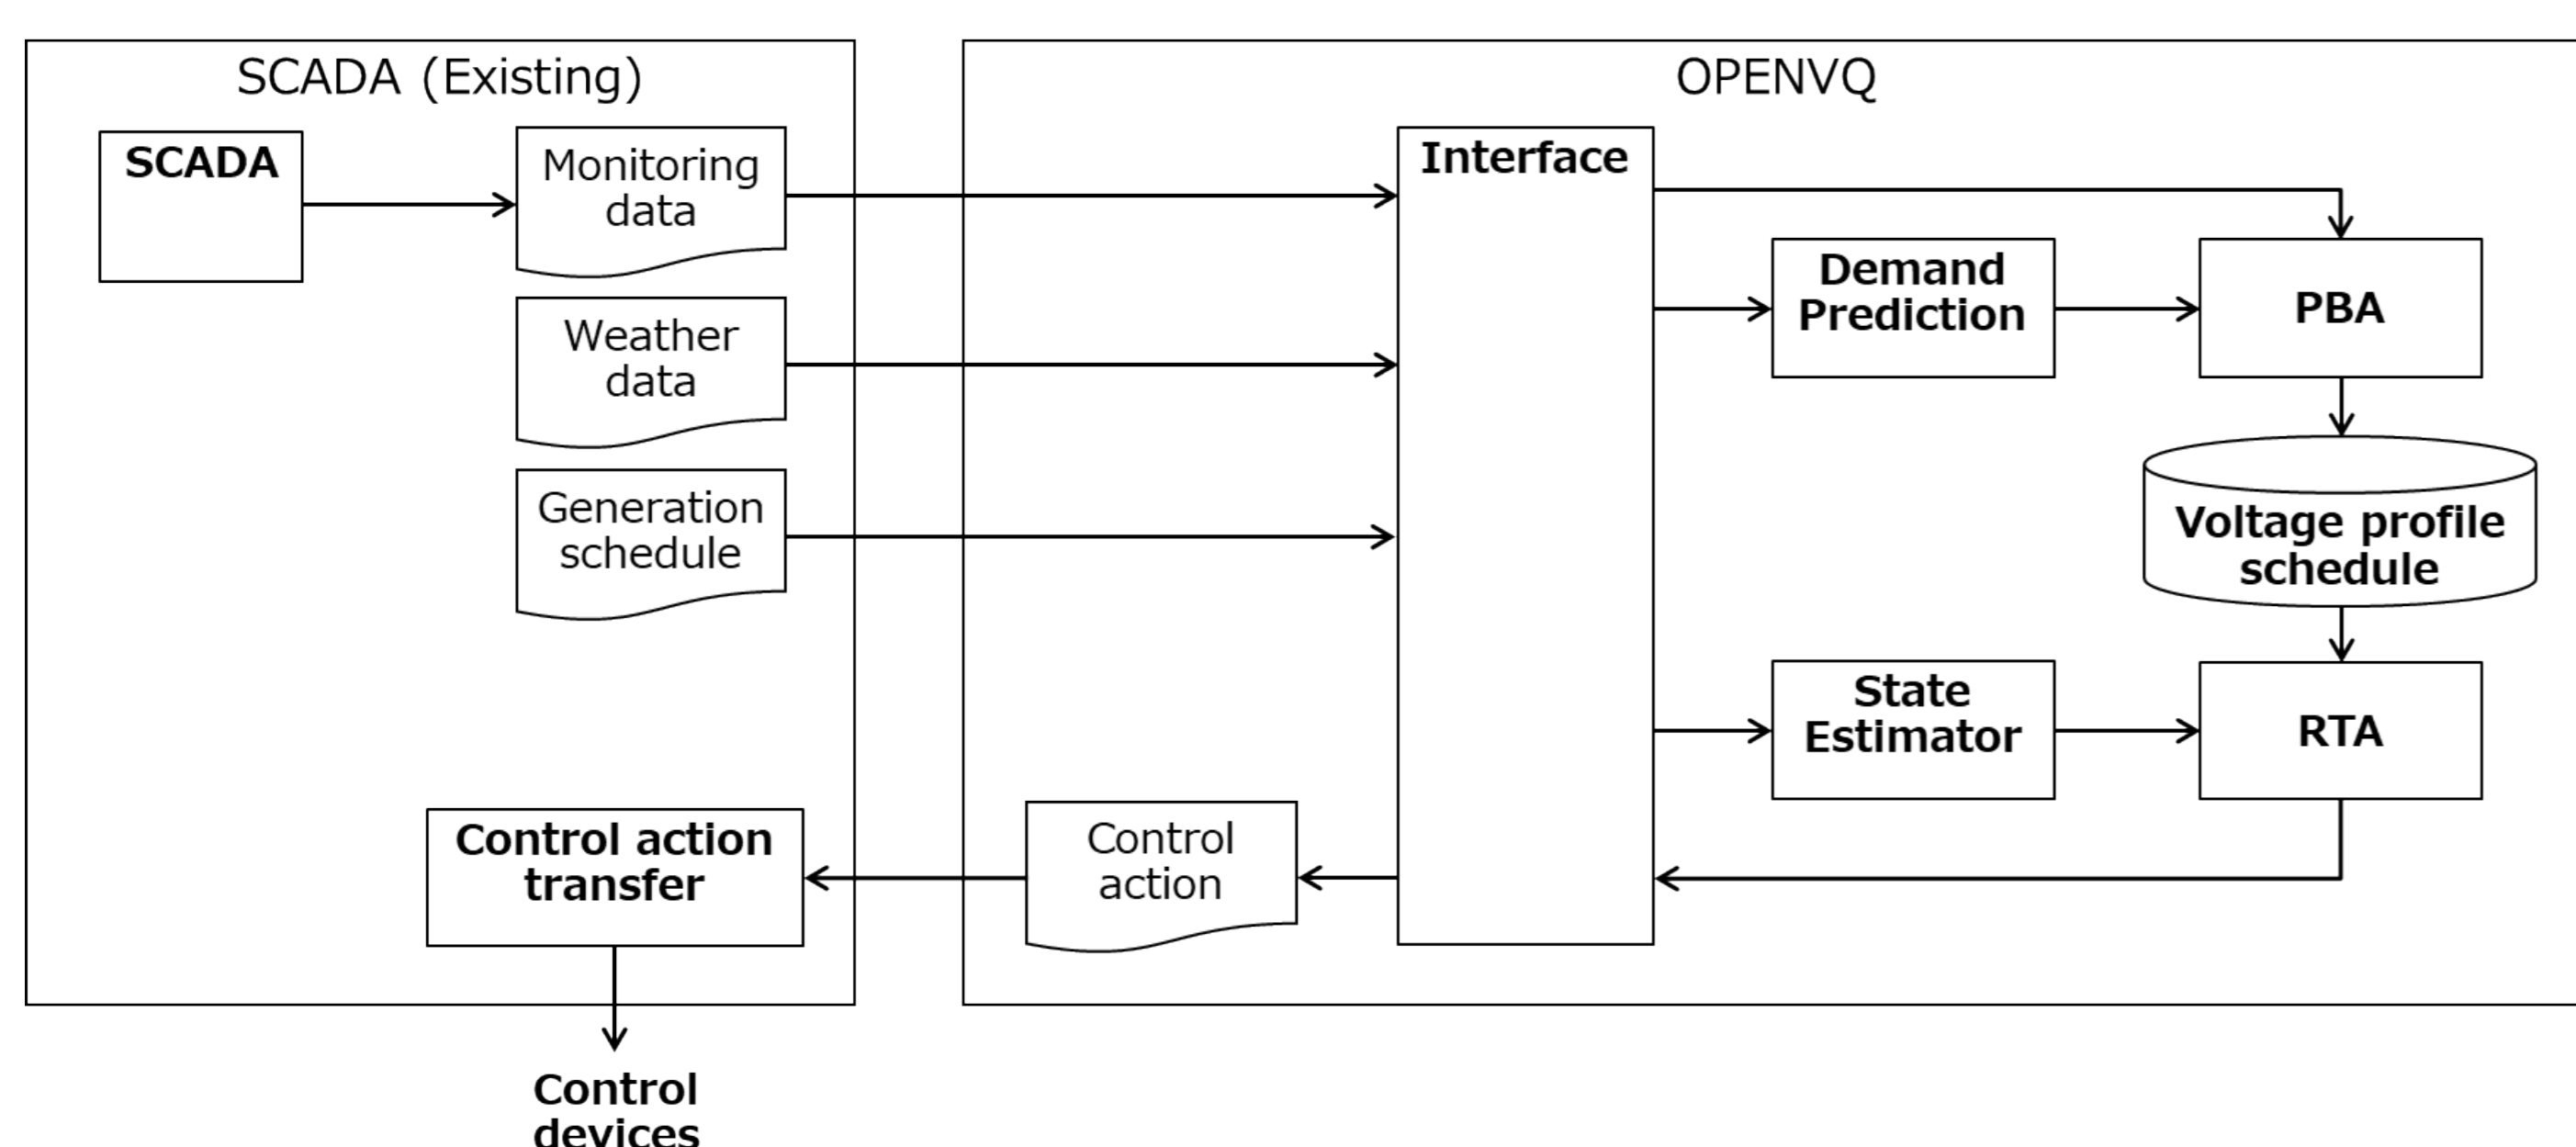 SCADA (Existing)
OPENVQ
SCADA
Monitoring
data
Interface
Weather
data
Demand
Prediction
PBA
Generation
schedule
Voltage profile
schedule
State
Estimator
RTA
Control action
transfer
Control
action
Control
devices